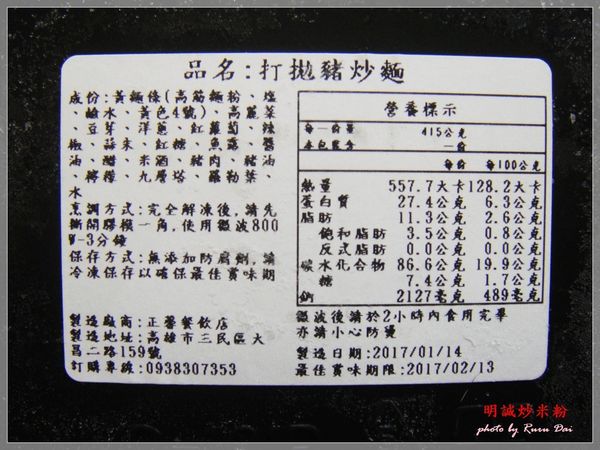 品名:打拋豬炒麵
成份:黃麵條(高筋麵粉、鹽
、鹼水、黃色4號)、高麗菜
、豆芽、洋蔥、紅蘿蔔、辣
椒、蒜末、紅糖、魚露、醬
油、醋、米酒、豬肉、豬油
、檸檬、九層塔、羅勒葉、
水
烹調方式:完全解凍後,請先
撕開膠模一角,使用微波800
W-3分鐘
保存方式:無添加防腐劑,請
冷凍保存以確保最佳賞味期
製造廠商:正馨餐飲店
製造地址:高雄市三民區大
昌二路159號
訂購專線:0938307353
營養標示
每一份量 415公克
本包裝含 一份
每份 每100公克
熱量 557.7大卡 128.2大卡
蛋白質 27.4公克 6.3公克
脂肪 11.3公克 2.6公克
飽和脂肪 3.5公克 0.8公克
反式脂肪 0.0公克 0.0公克
碳水化合物 86.6公克 19.9公克
糖 7.4公克 1.7公克
鈉 2127毫克 489毫克
微波後請於2小時內食用完畢
亦請小心防燙
製造日期:2017/01/14
最佳賞味期限:2017/02/13
明誠炒米粉
photo by Ruru Dai